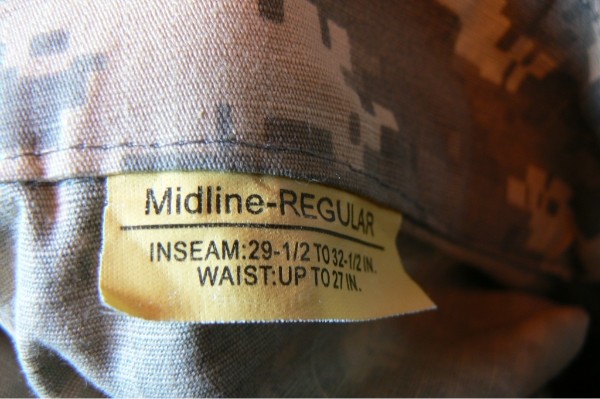 Midline-REGULAR
INSEAM:29-1/2 TO 32-1/2 IN.
WAIST:UP TO 27 IN.